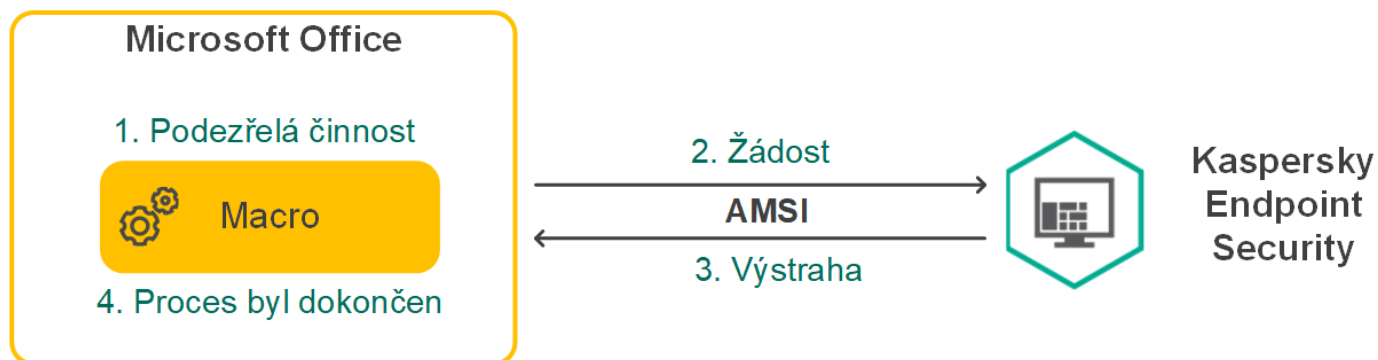 Microsoft Office
1. Podezřelá činnost
Macro
4. Proces byl dokončen
2. Žádost
AMSI
3. Výstraha
Kaspersky
Endpoint
Security